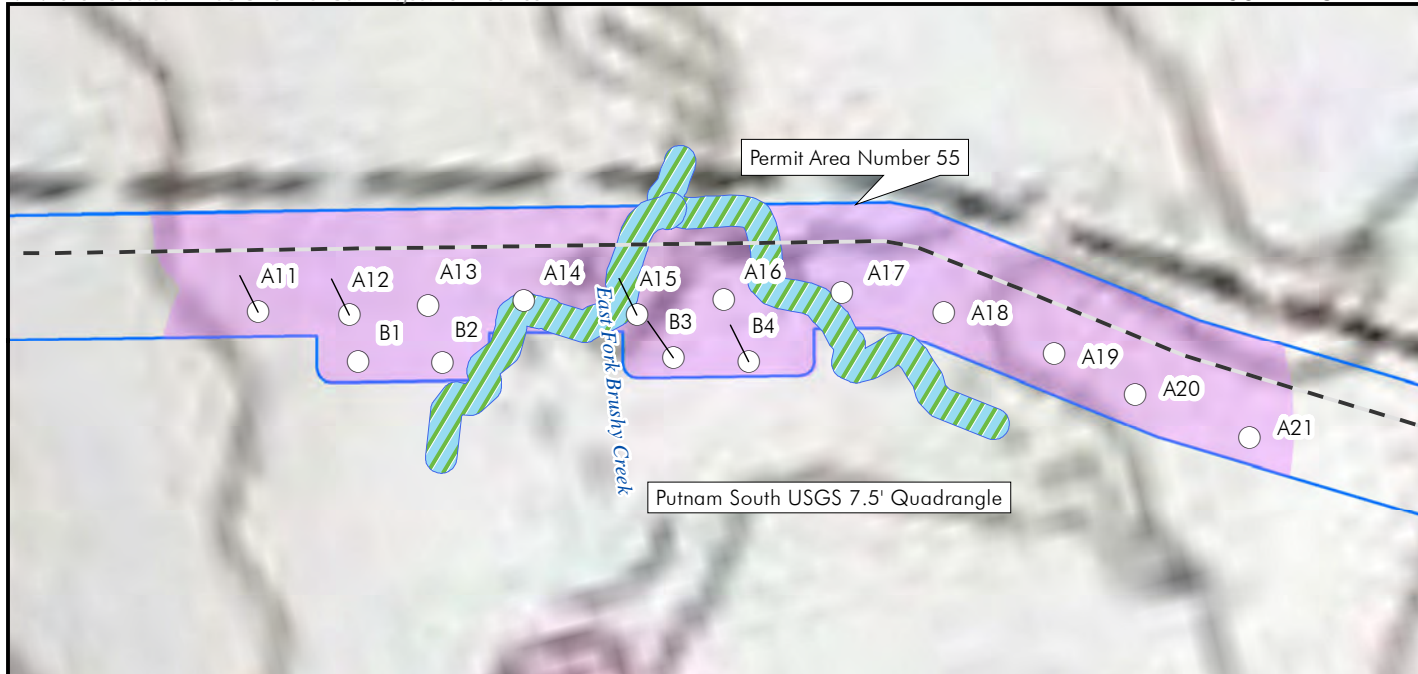 Permit Area Number 55
A11
A12
A13
A14
A15
A16
A17
A18
A19
A20
A21
B1
B2
B3
B4
East Fork Brushy Creek
Putnam South USGS 7.5' Quadrangle